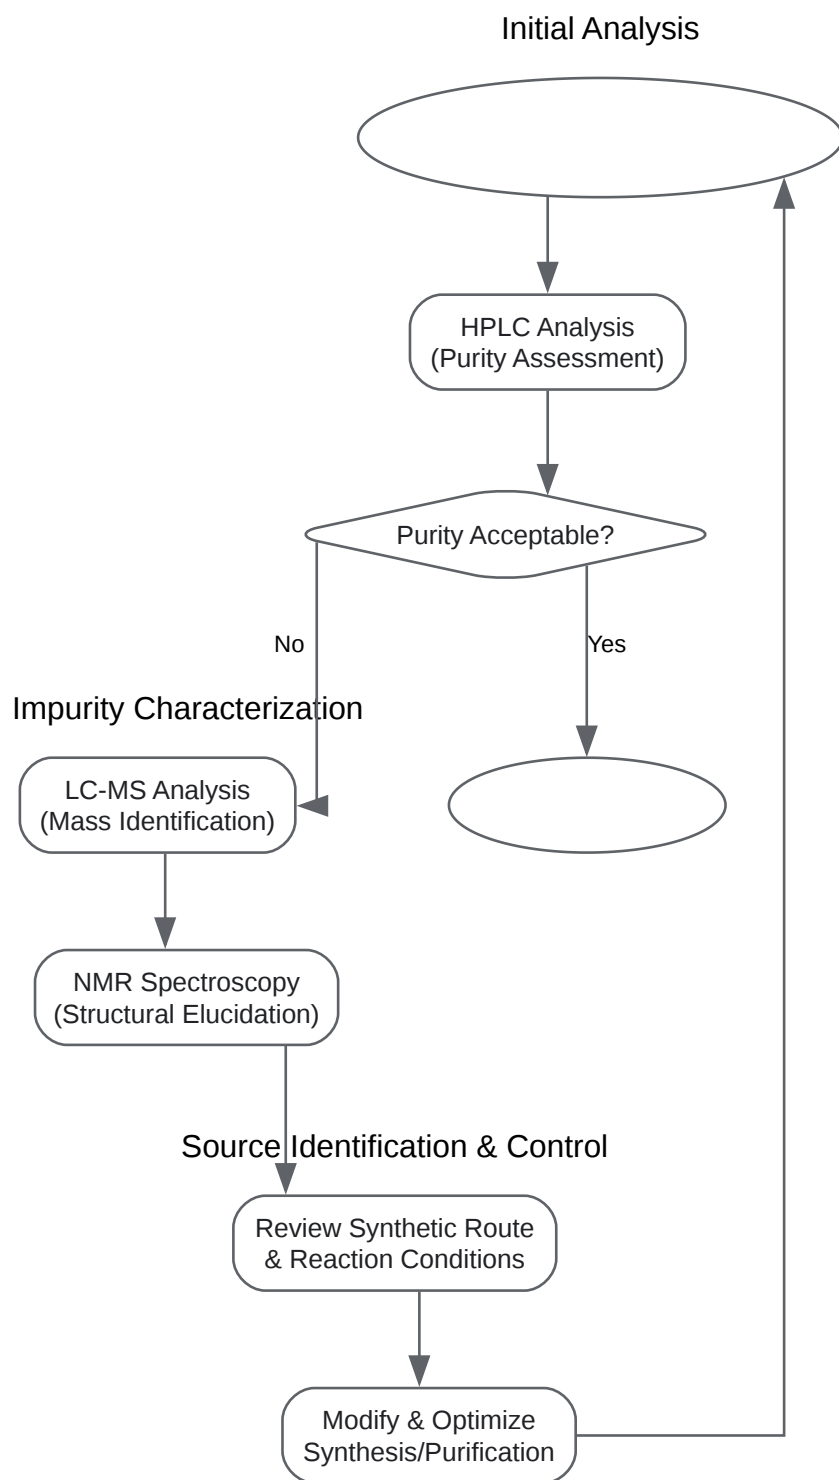 Initial Analysis
HPLC Analysis
(Purity Assessment)
Purity Acceptable?
No
Yes
Impurity Characterization
LC-MS Analysis
(Mass Identification)
NMR Spectroscopy
(Structural Elucidation)
Source Identification & Control
Review Synthetic Route
& Reaction Conditions
Modify & Optimize
Synthesis/Purification